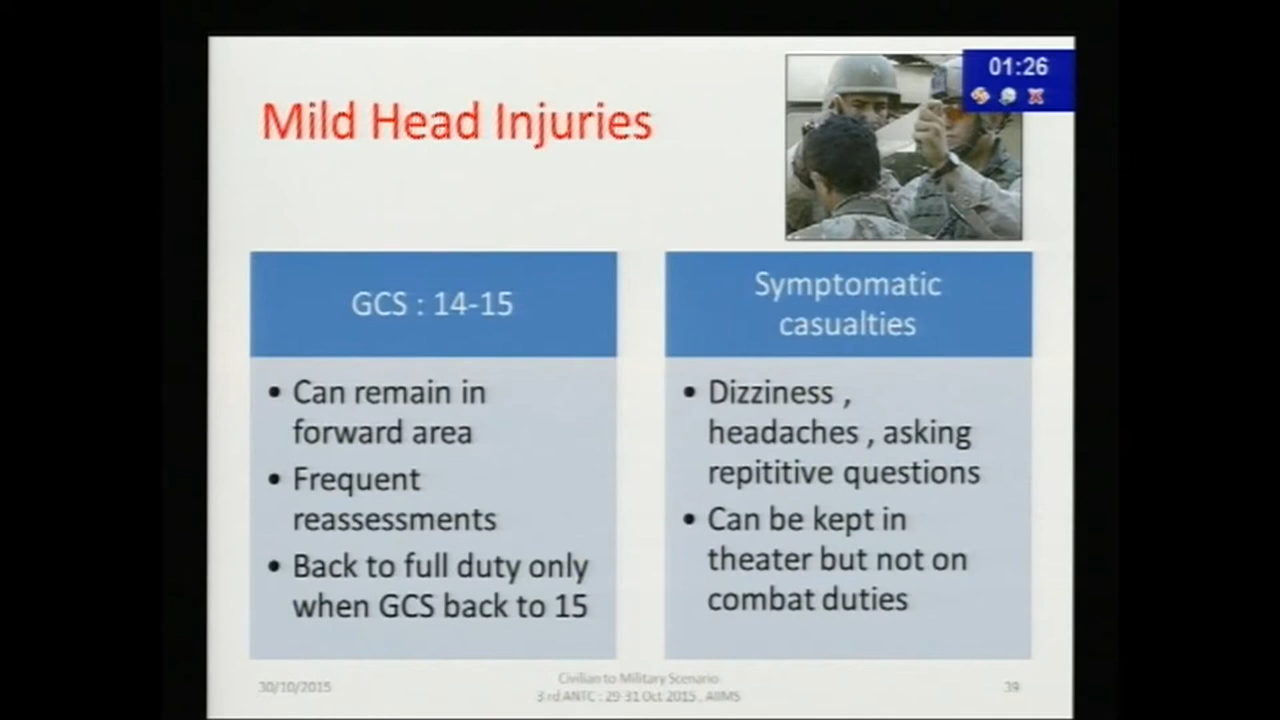 01:26
Mild Head Injuries
GCS : 14-15
• Can remain in
forward area
• Frequent
reassessments
• Back to full duty only
when GCS back to 15
Symptomatic
casualties
• Dizziness ,
headaches , asking
repititive questions
• Can be kept in
theater but not on
combat duties
30/10/2015
Civilian to Military Scenario
3 rd ANTC : 29-31 Oct 2015 , AIIMS
39